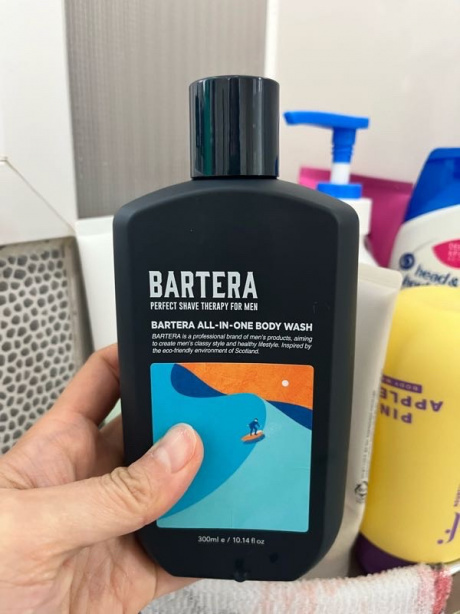 BARTERA
PERFECT SHAVE THERAPY FOR MEN
BARTERA ALL-IN-ONE BODY WASH
BARTERA is a professional brand of men's products, aiming
to create men's classy style and healthy lifestyle. Inspired by
the eco-friendly environment of Scotland.
300ml e / 10.14 fl oz
head&
PIN
APPLE
BODY